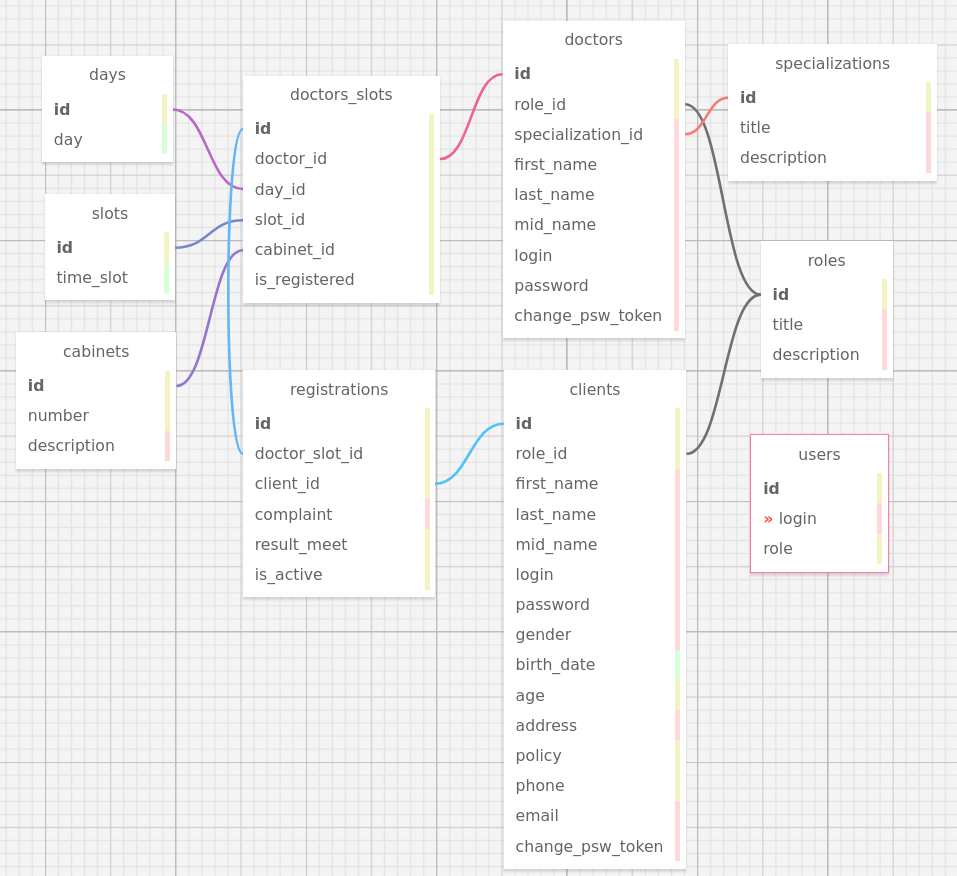 days
id
day
slots
id
time_slot
cabinets
id
number
description
doctors_slots
id
doctor_id
day_id
slot_id
cabinet_id
is_registered
registrations
id
doctor_slot_id
client_id
complaint
result_meet
is_active
doctors
id
role_id
specialization_id
first_name
last_name
mid_name
login
password
change_psw_token
clients
id
role_id
first_name
last_name
mid_name
login
password
gender
birth_date
age
address
policy
phone
email
change_psw_token
specializations
id
title
description
roles
id
title
description
users
id
» login
role